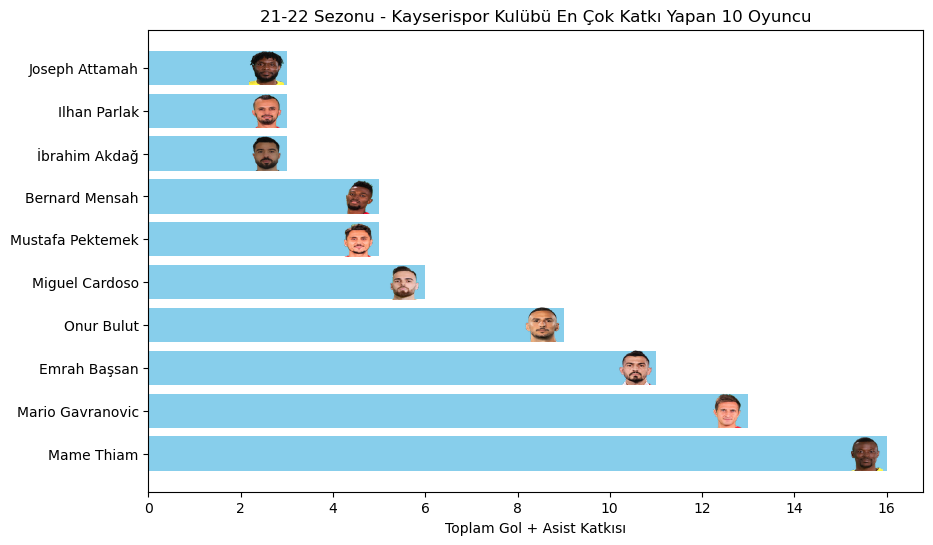 21-22 Sezonu - Kayserispor Kulübü En Çok Katkı Yapan 10 Oyuncu
Joseph Attamah
Ilhan Parlak
İbrahim Akdağ
Bernard Mensah
Mustafa Pektemek
Miguel Cardoso
Onur Bulut
Emrah Başsan
Mario Gavranovic
Mame Thiam
0 2 4 6 8 10 12 14 16
Toplam Gol + Asist Katkısı